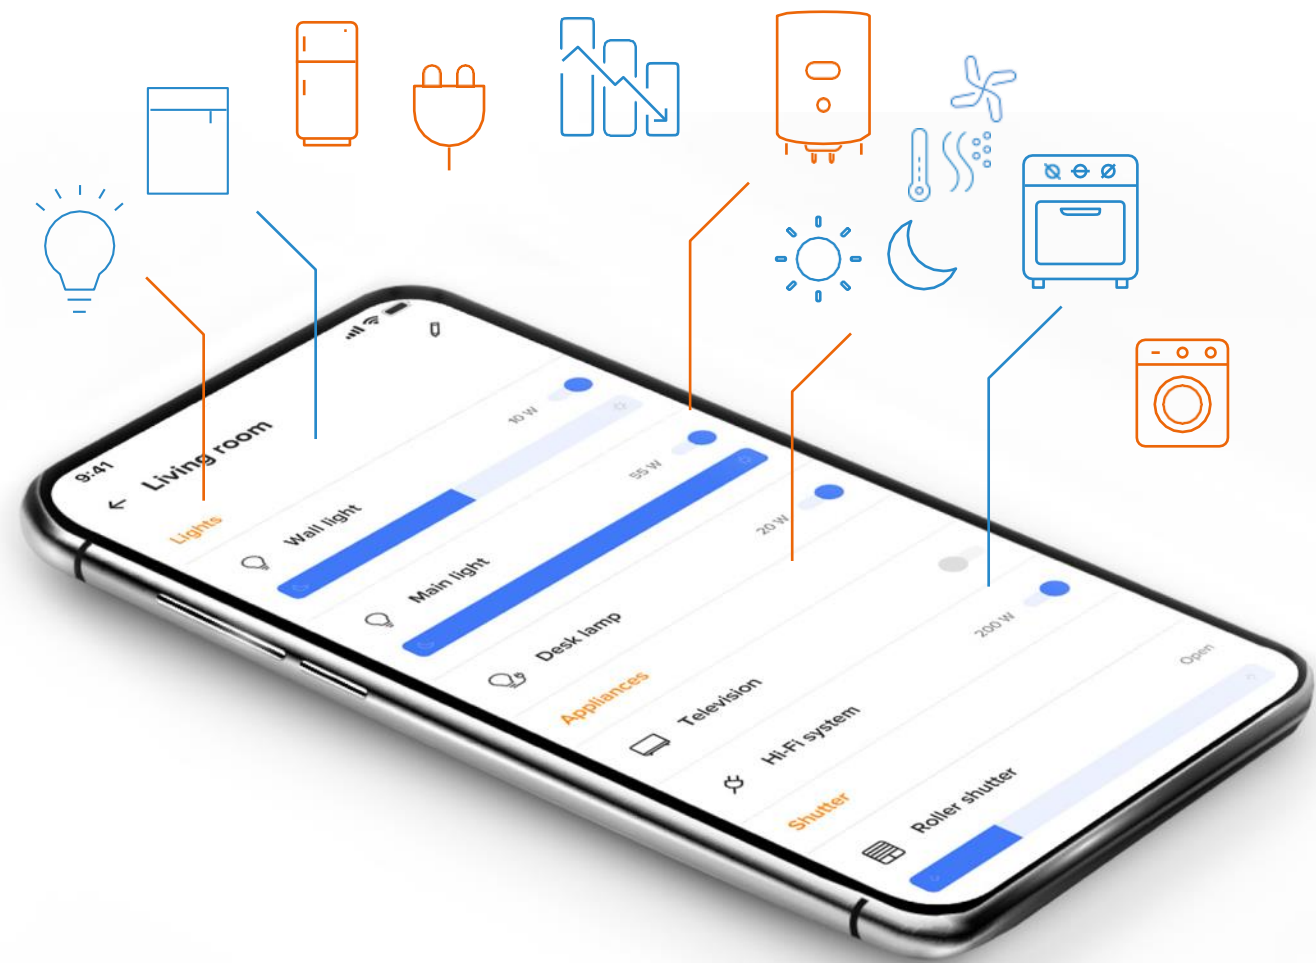 9:41
Living room
Lights
Wall light
10 W
Main light
55 W
Desk lamp
20 W
Appliances
Television
Hi-Fi system
200 W
Shutter
Roller shutter
Open